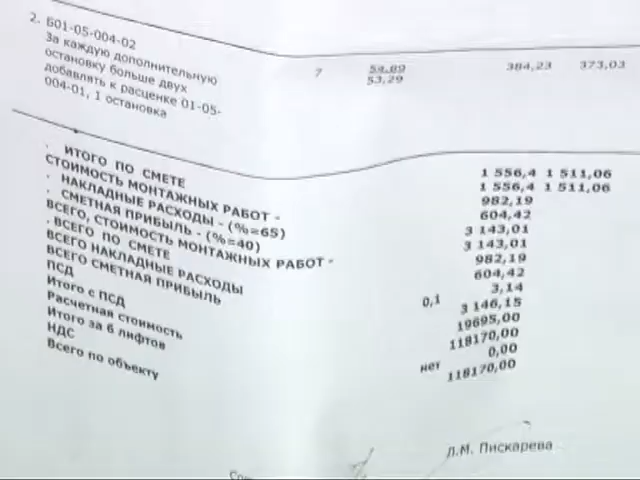 2. Б01-05-004-02
За каждую дополнительную
остановку больше двух
добавлять к расценке 01-05-
004-01, 1 остановка
7 54,89 384,23 373,03
53,29
. ИТОГО ПО СМЕТЕ 1 556,4 1 511,06
СТОИМОСТЬ МОНТАЖНЫХ РАБОТ - 1 556,4 1 511,06
. НАКЛАДНЫЕ РАСХОДЫ - (%=65) 982,19
. СМЕТНАЯ ПРИБЫЛЬ - (%=40) 604,42
ВСЕГО, СТОИМОСТЬ МОНТАЖНЫХ РАБОТ - 3 143,01
. ВСЕГО ПО СМЕТЕ 3 143,01
ВСЕГО НАКЛАДНЫЕ РАСХОДЫ 982,19
ВСЕГО СМЕТНАЯ ПРИБЫЛЬ 604,42
ПСД 0,1 3,14
Итого с ПСД 3 146,15
Расчетная стоимость 19695,00
Итого за 6 лифтов 118170,00
НДС нет 0,00
Всего по объекту 118170,00
Л.М. Пискарева